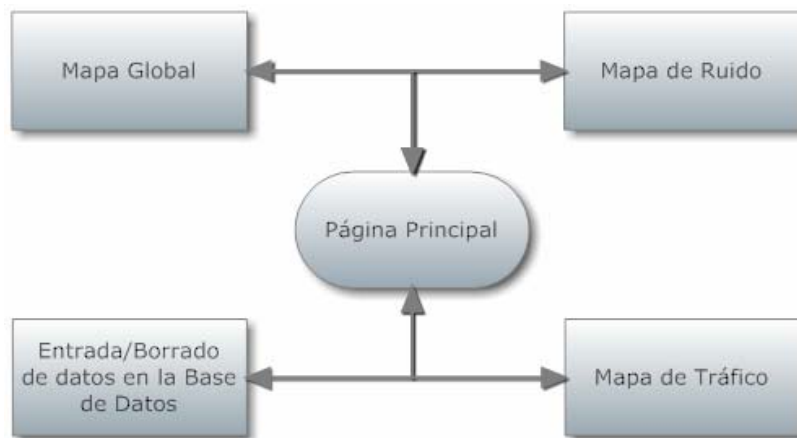 Mapa Global
Mapa de Ruido
Página Principal
Entrada/Borrado
de datos en la Base
de Datos
Mapa de Tráfico